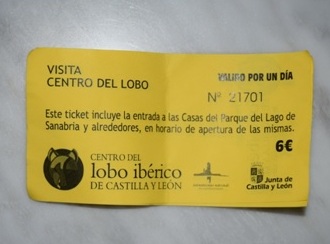 VISITA
CENTRO DEL LOBO
VALIDO POR UN DÍA
Nº 21701
Este ticket incluye la entrada a las Casas del Parque del Lago de
Sanabria y alrededores, en horario de apertura de las mismas.
6€
CENTRO DEL
lobo ibérico
DE CASTILLA Y LEÓN
Junta de
Castilla y León